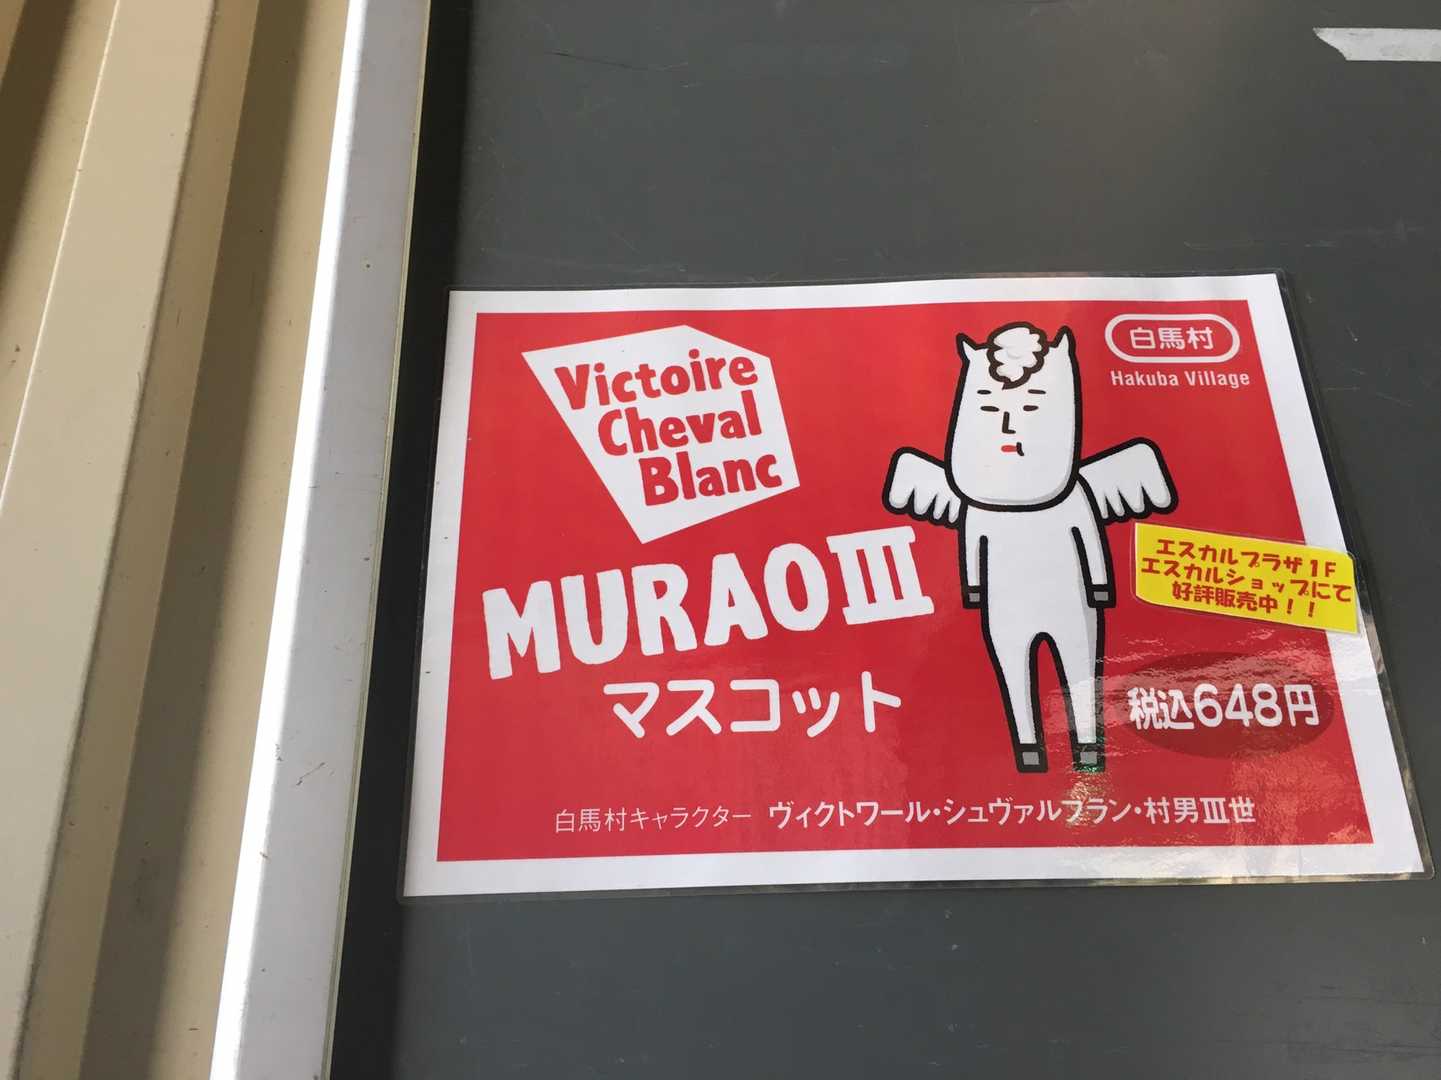 Victoire
Cheval
Blanc
白馬村
Hakuba Village
MURAOⅢ
マスコット
エスカルプラザ1F
エスカルショップにて
好評販売中！！
税込648円
白馬村キャラクター ヴィクトワール・シュヴァルブラン・村男Ⅲ世